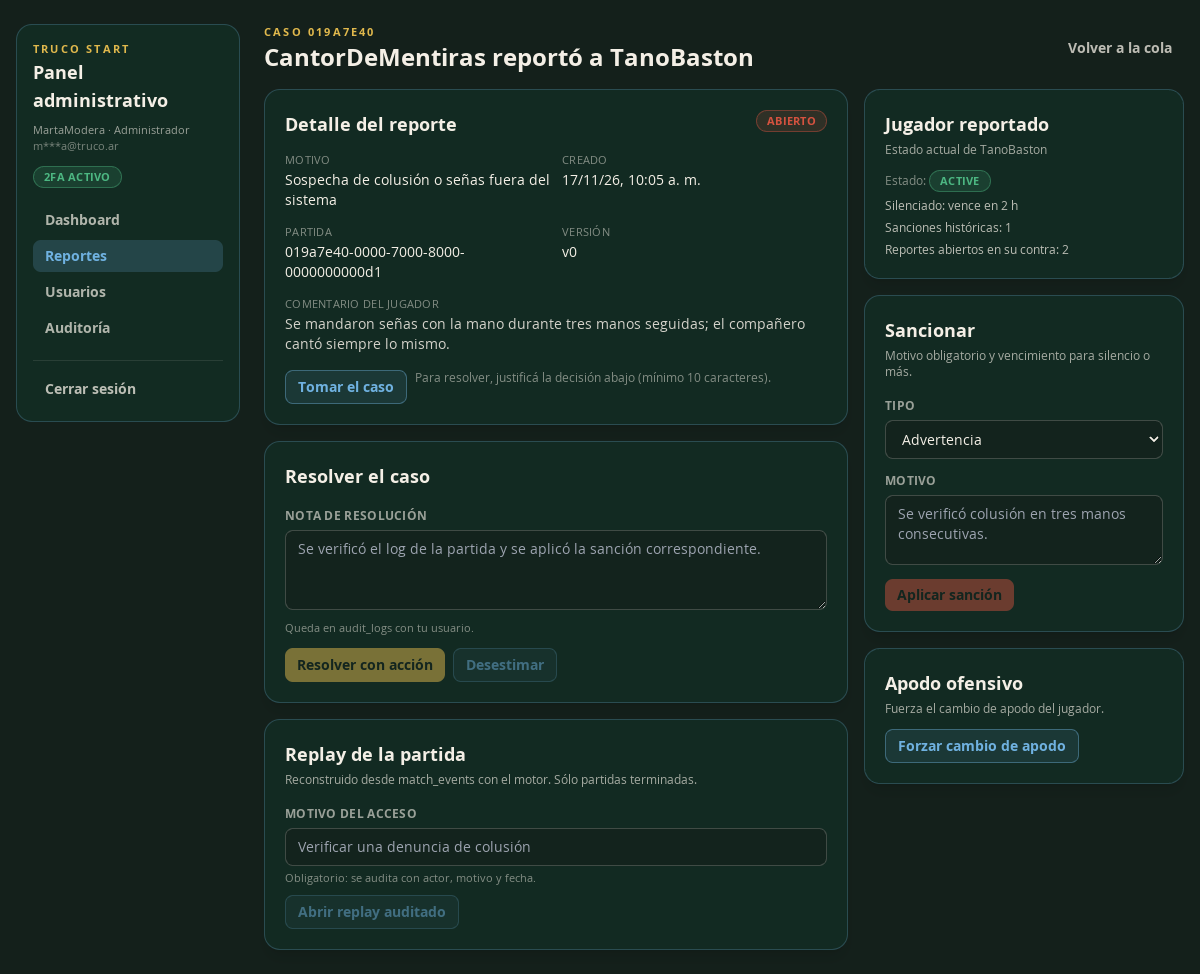 TRUCO START
Panel
administrativo
MartaModera · Administrador
m***a@truco.ar
2FA ACTIVO
Dashboard
Reportes
Usuarios
Auditoría
Cerrar sesión
CASO 019A7E40
CantorDeMentiras reportó a TanoBaston
Volver a la cola
Detalle del reporte
ABIERTO
MOTIVO
Sospecha de colusión o señas fuera del
sistema
CREADO
17/11/26, 10:05 a. m.
PARTIDA
019a7e40-0000-7000-8000-
0000000000d1
VERSIÓN
v0
COMENTARIO DEL JUGADOR
Se mandaron señas con la mano durante tres manos seguidas; el compañero
cantó siempre lo mismo.
Tomar el caso
Para resolver, justificá la decisión abajo (mínimo 10 caracteres).
Resolver el caso
NOTA DE RESOLUCIÓN
Se verificó el log de la partida y se aplicó la sanción correspondiente.
Queda en audit_logs con tu usuario.
Resolver con acción
Desestimar
Replay de la partida
Reconstruido desde match_events con el motor. Sólo partidas terminadas.
MOTIVO DEL ACCESO
Verificar una denuncia de colusión
Obligatorio: se audita con actor, motivo y fecha.
Abrir replay auditado
Jugador reportado
Estado actual de TanoBaston
Estado: ACTIVE
Silenciado: vence en 2 h
Sanciones históricas: 1
Reportes abiertos en su contra: 2
Sancionar
Motivo obligatorio y vencimiento para silencio o
más.
TIPO
Advertencia
MOTIVO
Se verificó colusión en tres manos
consecutivas.
Aplicar sanción
Apodo ofensivo
Fuerza el cambio de apodo del jugador.
Forzar cambio de apodo